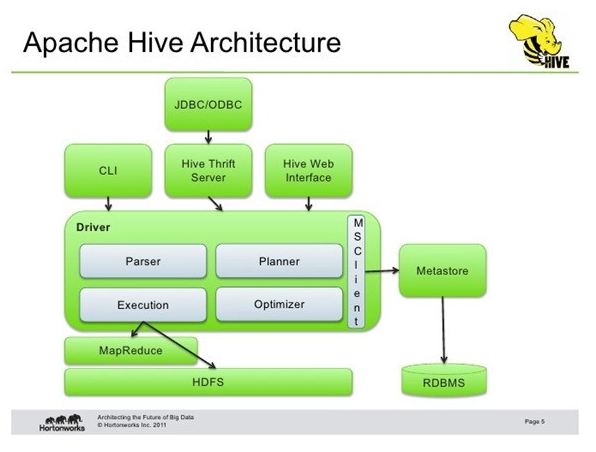 Apache Hive Architecture
HIVE
JDBC/ODBC
CLI
Hive Thrift
Server
Hive Web
Interface
Driver
MSClient
Parser
Planner
Execution
Optimizer
Metastore
MapReduce
HDFS
RDBMS
Hortonworks
Architecting the Future of Big Data
© Hortonworks Inc. 2011
Page 5